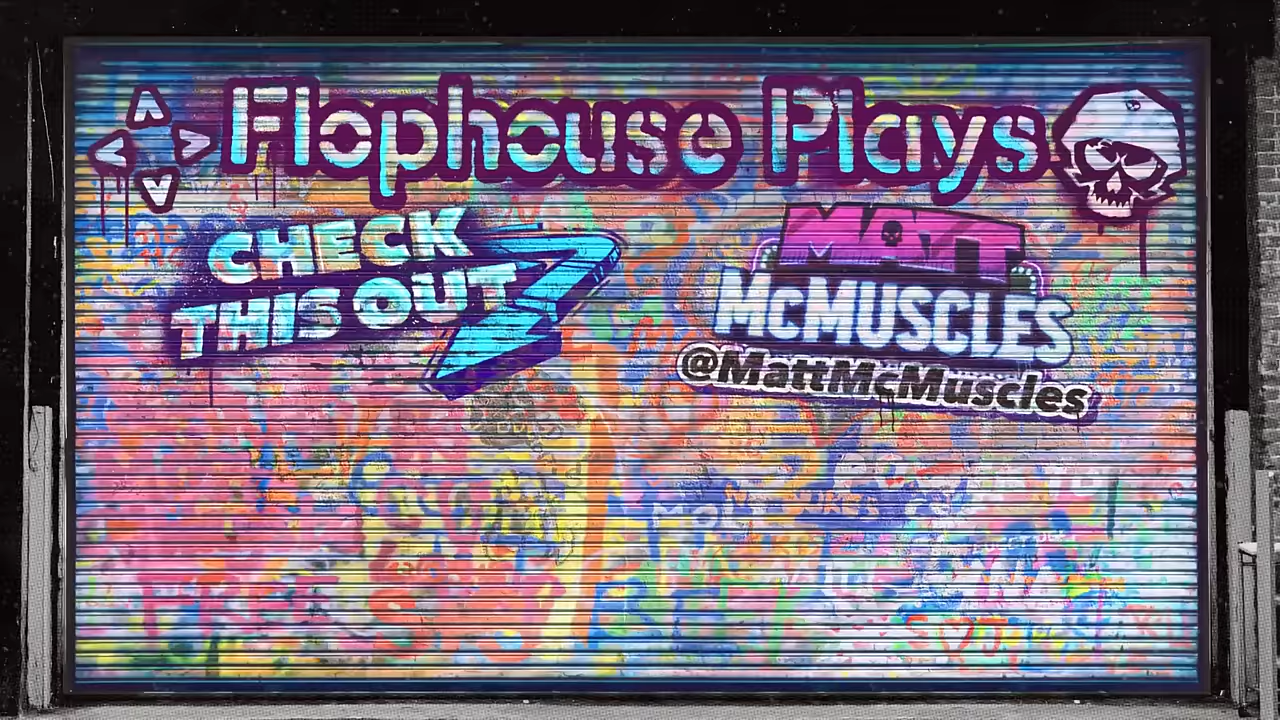 Flophouse Plays
CHECK
THIS OUT
MATT
McMUSCLES
@MattMcMuscles